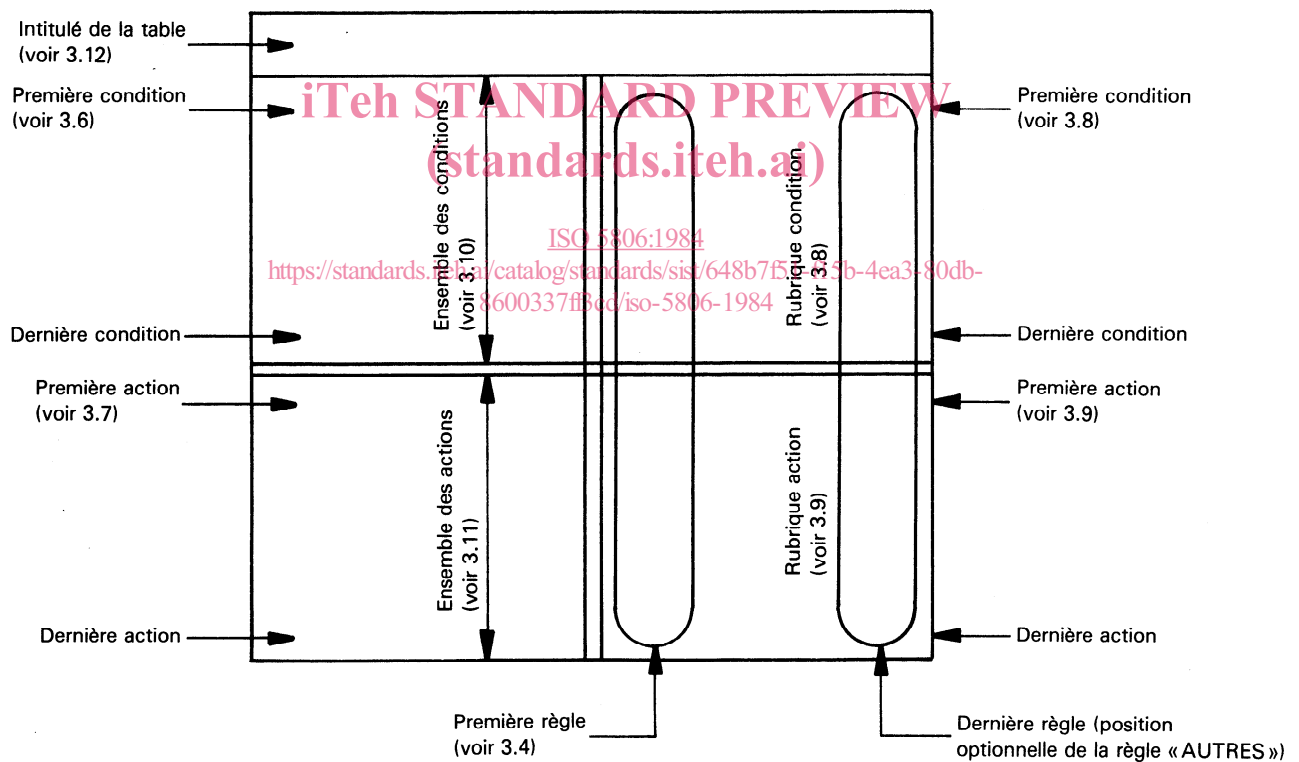 Intitulé de la table
(voir 3.12)
Première condition
(voir 3.6)
Dernière condition
Première action
(voir 3.7)
Dernière action
Ensemble des conditions
(voir 3.10)
Ensemble des actions
(voir 3.11)
Rubrique condition
(voir 3.8)
Rubrique action
(voir 3.9)
Première condition
(voir 3.8)
Dernière condition
Première action
(voir 3.9)
Dernière action
Première règle
(voir 3.4)
Dernière règle (position
optionnelle de la règle «AUTRES»)
iTeh STANDARD PREVIEW
(standards.iteh.ai)
ISO 5806:1984